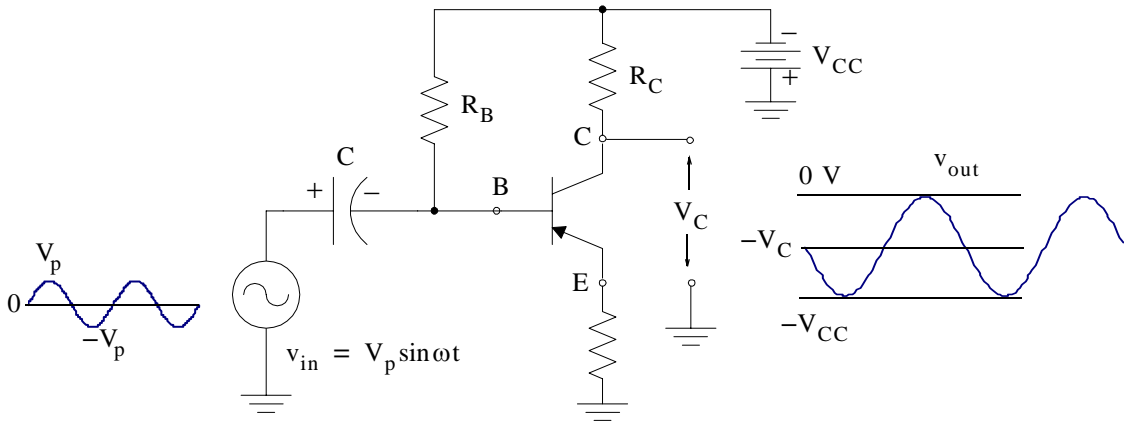 −
V_CC
+
R_C
R_B
C
C
+
−
B
V_C
E
V_p
0
−V_p
v_in = V_p sin ωt
0 V
v_out
−V_C
−V_CC